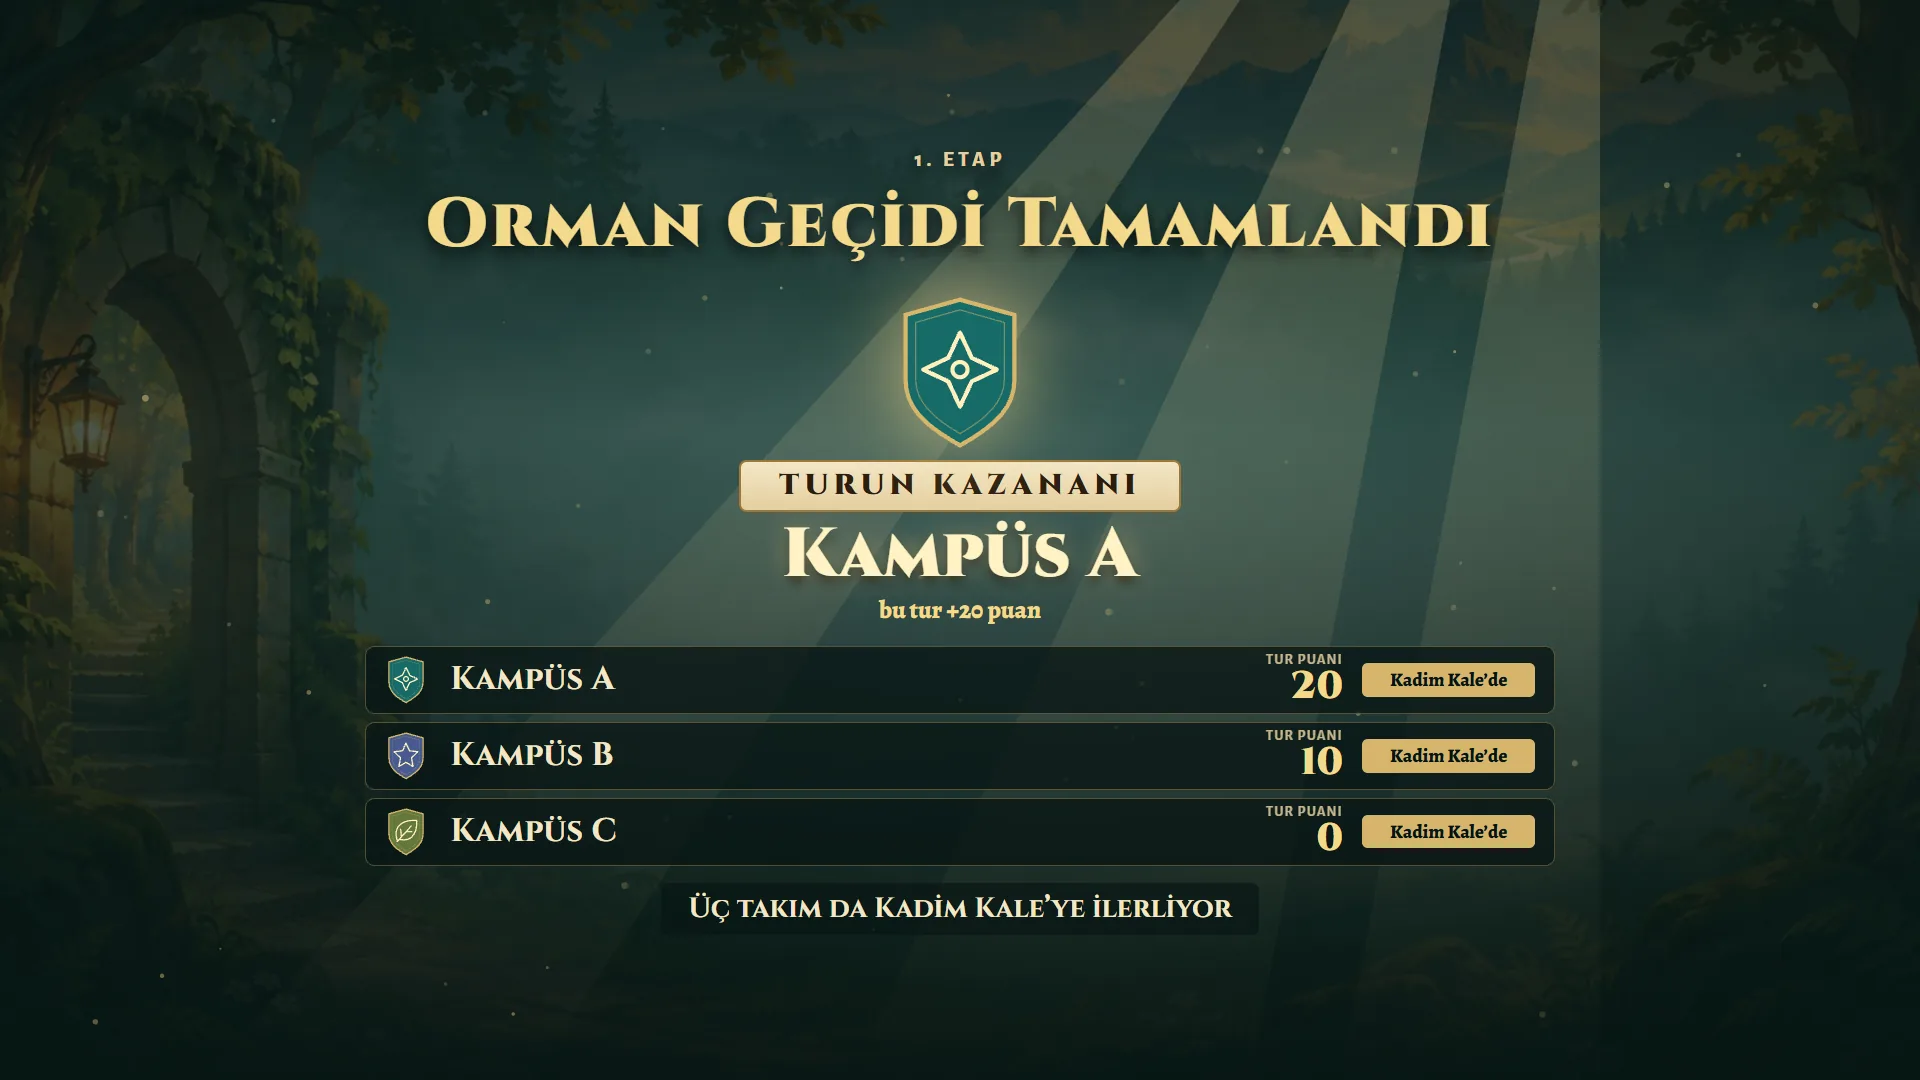 1. ETAP
Orman Geçidi Tamamlandı
TURUN KAZANANI
Kampüs A
bu tur +20 puan
Kampüs A
TUR PUANI
20
Kadim Kale’de
Kampüs B
TUR PUANI
10
Kadim Kale’de
Kampüs C
TUR PUANI
0
Kadim Kale’de
Üç takım da Kadim Kale’ye ilerliyor